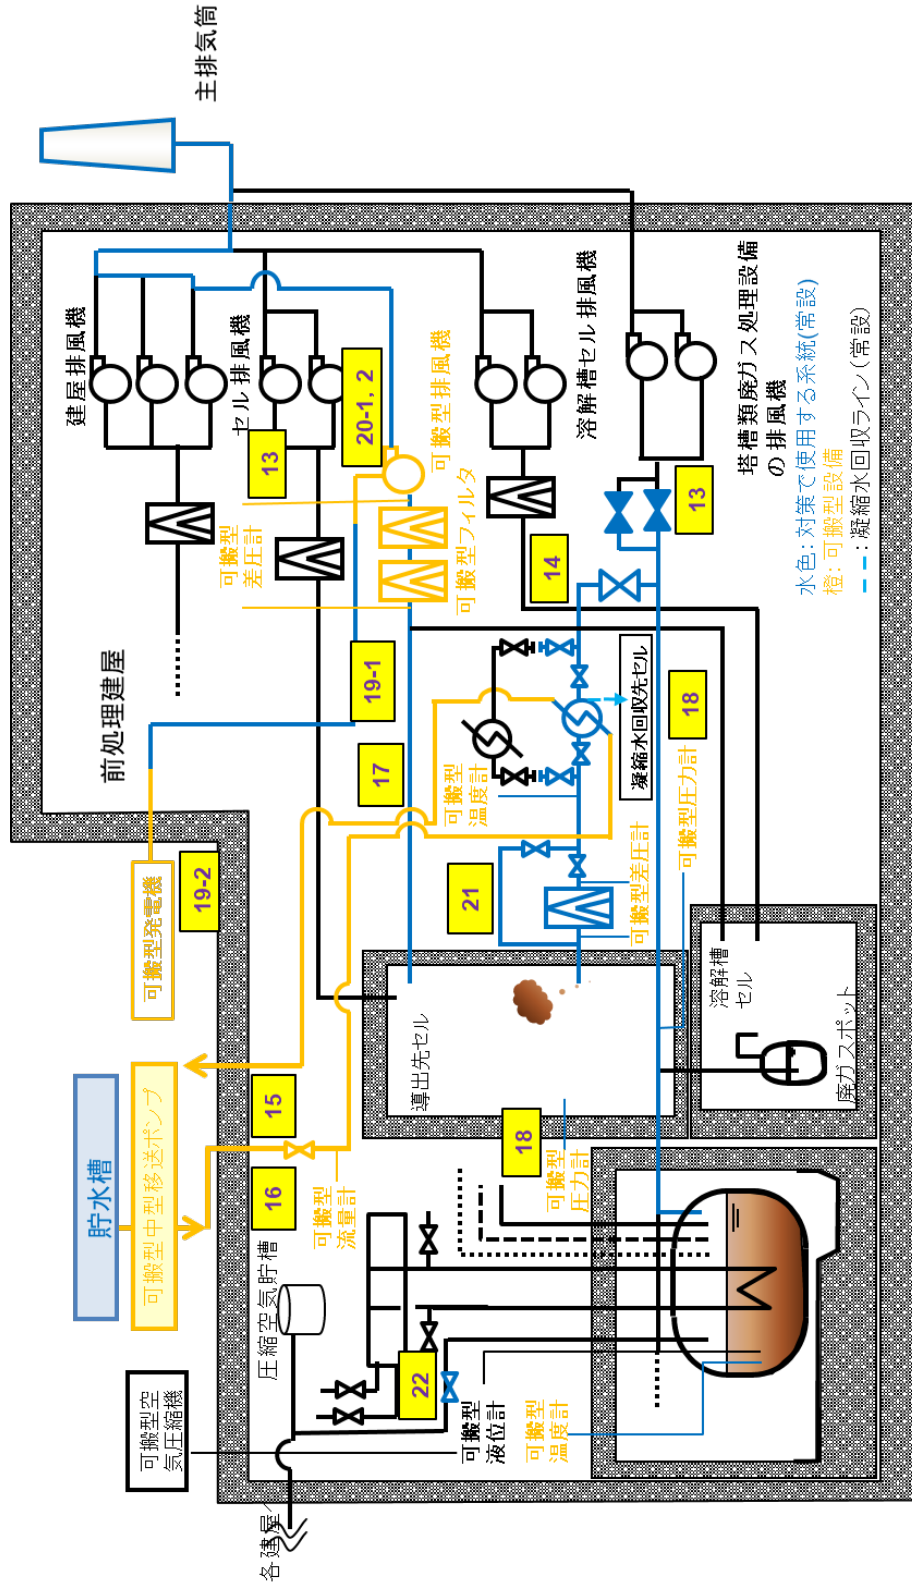 主排気筒
建屋排風機
セル排風機
13
20-1, 2
可搬型排風機
溶解槽セル排風機
塔槽類廃ガス処理設備
の排風機
可搬型
差圧計
可搬型フィルタ
13
14
水色: 対策で使用する系統(常設)
橙: 可搬型設備
: 凝縮水回収ライン(常設)
前処理建屋
19-1
17
18
凝縮水回収先セル
可搬型
温度計
可搬型圧力計
可搬型差圧計
21
可搬型発電機
19-2
貯水槽
可搬型中型移送ポンプ
15
16
導出先セル
溶解槽
セル
廃ガスポット
18
可搬型
圧力計
可搬型
流量計
圧縮空気貯槽
22
可搬型空
気圧縮機
可搬型
液位計
可搬型
温度計
各建屋